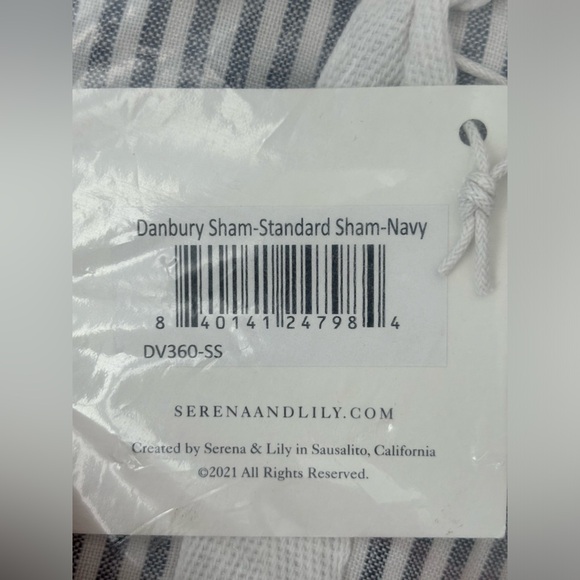 Danbury Sham-Standard Sham-Navy
8 40141 24798 4
DV360-SS
SERENAANDLILY.COM
Created by Serena & Lily in Sausalito, California
©2021 All Rights Reserved.